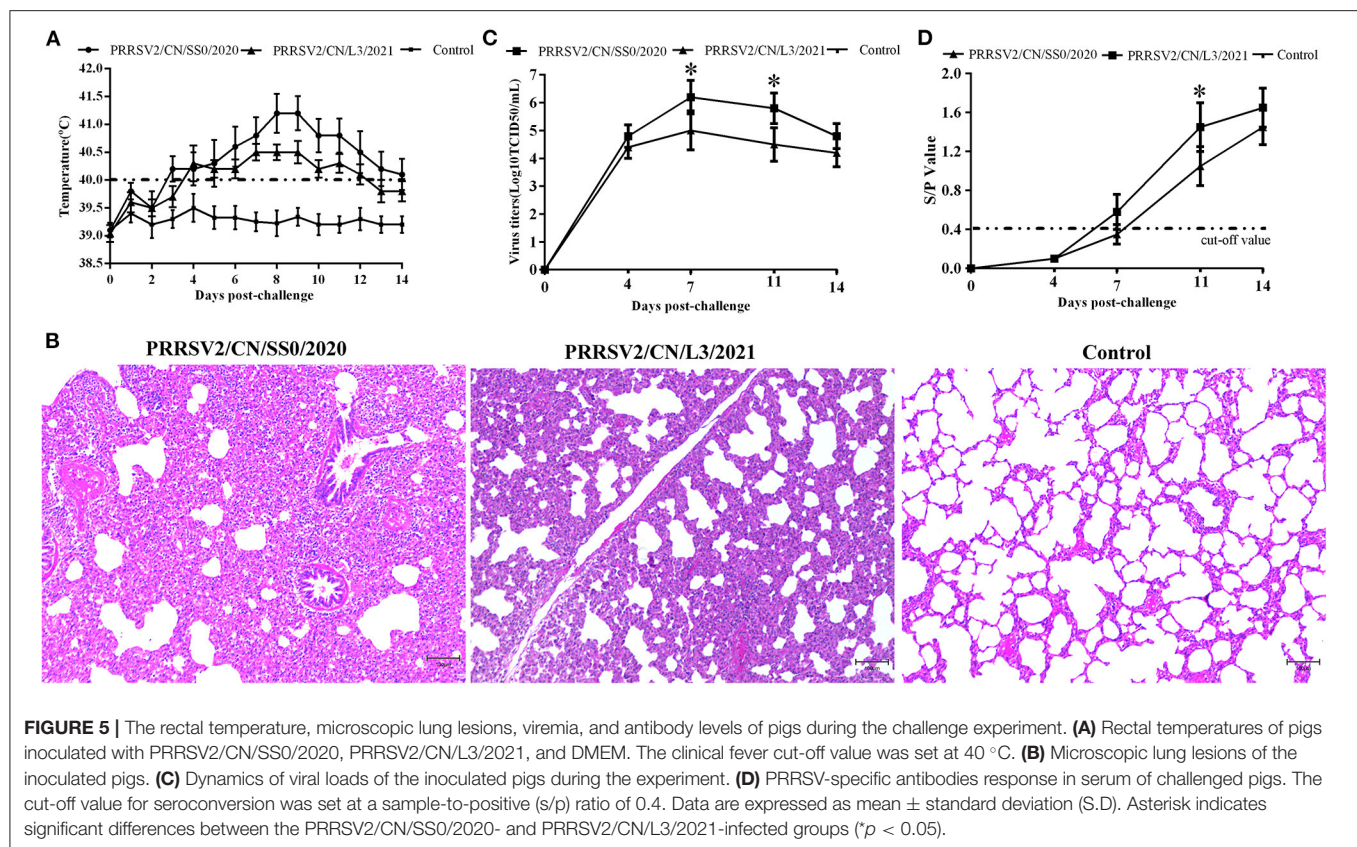 A
PRRSV2/CN/SS0/2020 PRRSV2/CN/L3/2021 Control
42.0
41.5
41.0
40.5
40.0
39.5
39.0
38.5
Temperature(°C)
0 2 4 6 8 10 12 14
Days post-challenge
C
PRRSV2/CN/SS0/2020 PRRSV2/CN/L3/2021 Control
7
6
5
4
3
2
1
0
Virus titers(Log10TCID50/mL)
* *
0 4 7 11 14
Days post-challenge
D
PRRSV2/CN/SS0/2020 PRRSV2/CN/L3/2021 Control
2.0
1.6
1.2
0.8
0.4
0.0
S/P Value
*
cut-off value
0 4 7 11 14
Days post-challenge
B
PRRSV2/CN/SS0/2020 PRRSV2/CN/L3/2021 Control
FIGURE 5 | The rectal temperature, microscopic lung lesions, viremia, and antibody levels of pigs during the challenge experiment. (A) Rectal temperatures of pigs
inoculated with PRRSV2/CN/SS0/2020, PRRSV2/CN/L3/2021, and DMEM. The clinical fever cut-off value was set at 40 °C. (B) Microscopic lung lesions of the
inoculated pigs. (C) Dynamics of viral loads of the inoculated pigs during the experiment. (D) PRRSV-specific antibodies response in serum of challenged pigs. The
cut-off value for seroconversion was set at a sample-to-positive (s/p) ratio of 0.4. Data are expressed as mean ± standard deviation (S.D). Asterisk indicates
significant differences between the PRRSV2/CN/SS0/2020- and PRRSV2/CN/L3/2021-infected groups (*p < 0.05).